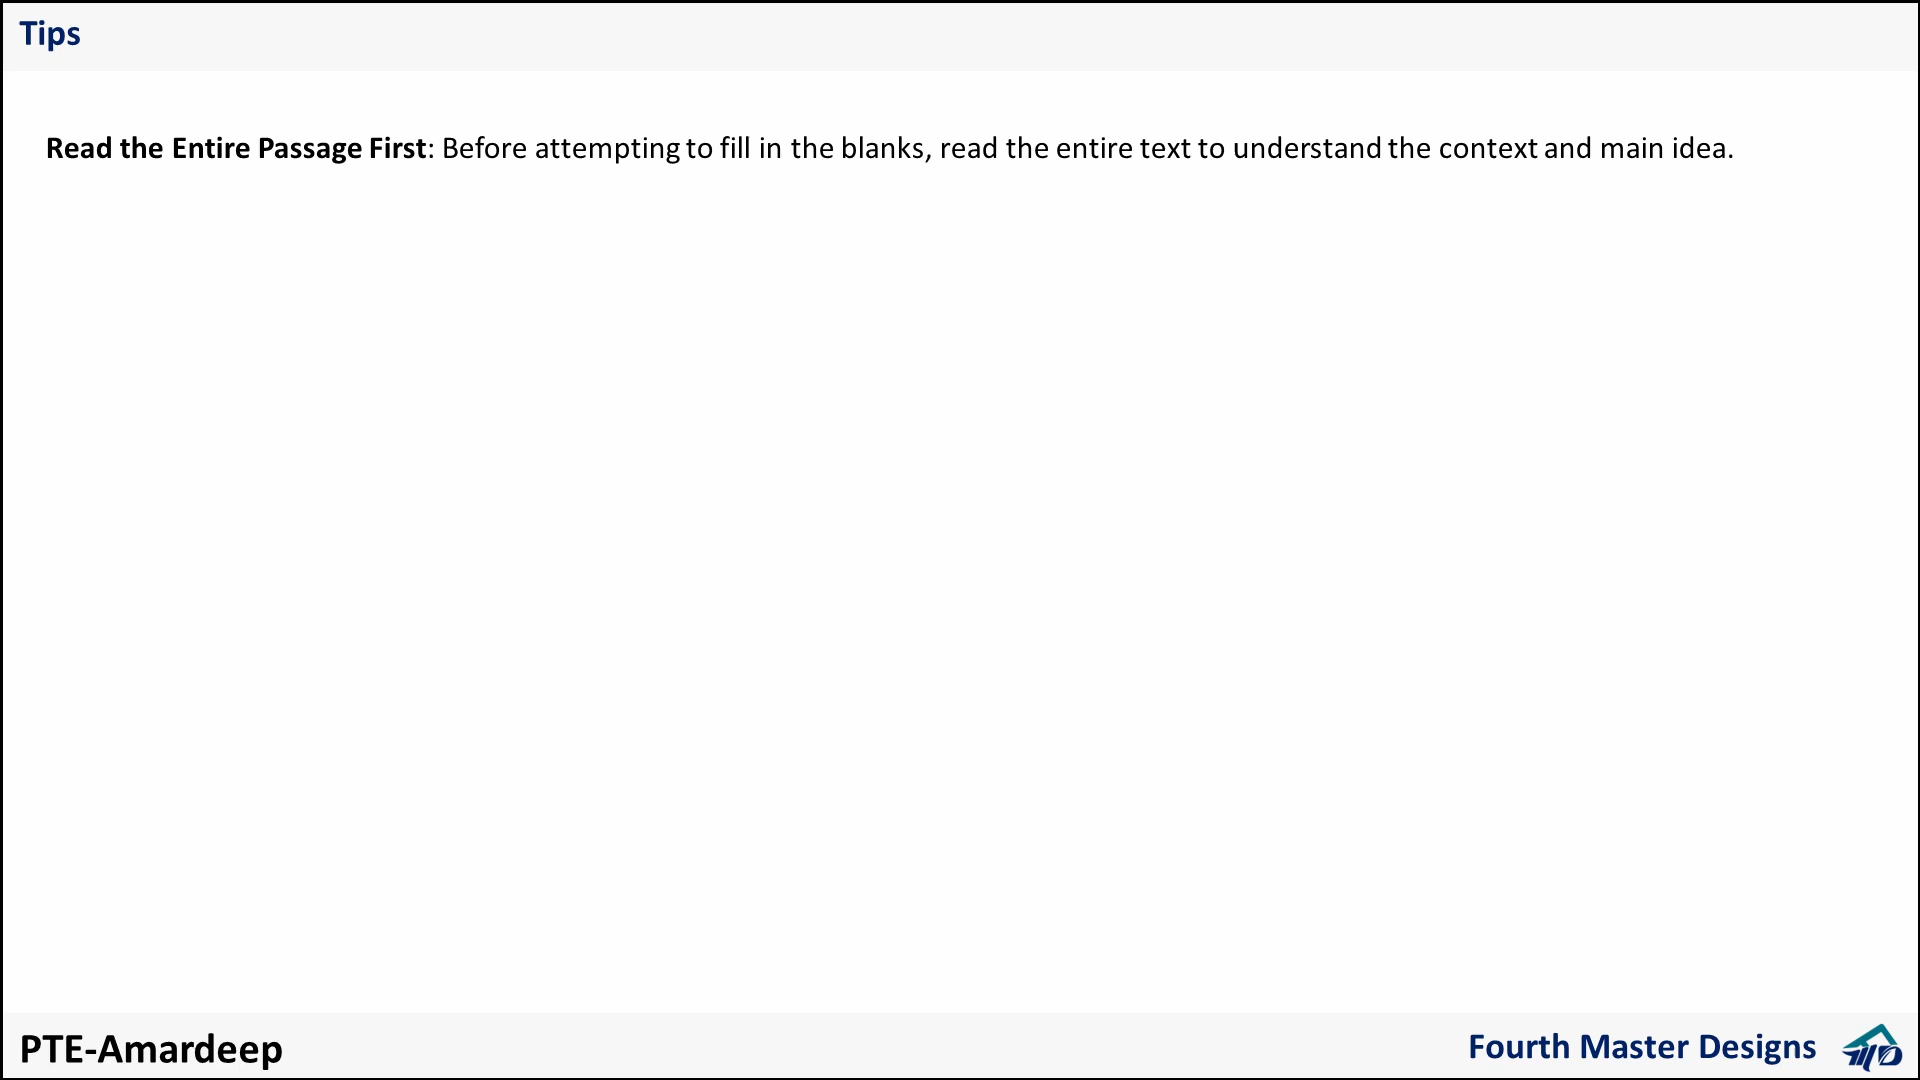 Tips
Read the Entire Passage First: Before attempting to fill in the blanks, read the entire text to understand the context and main idea.
PTE-Amardeep
Fourth Master Designs